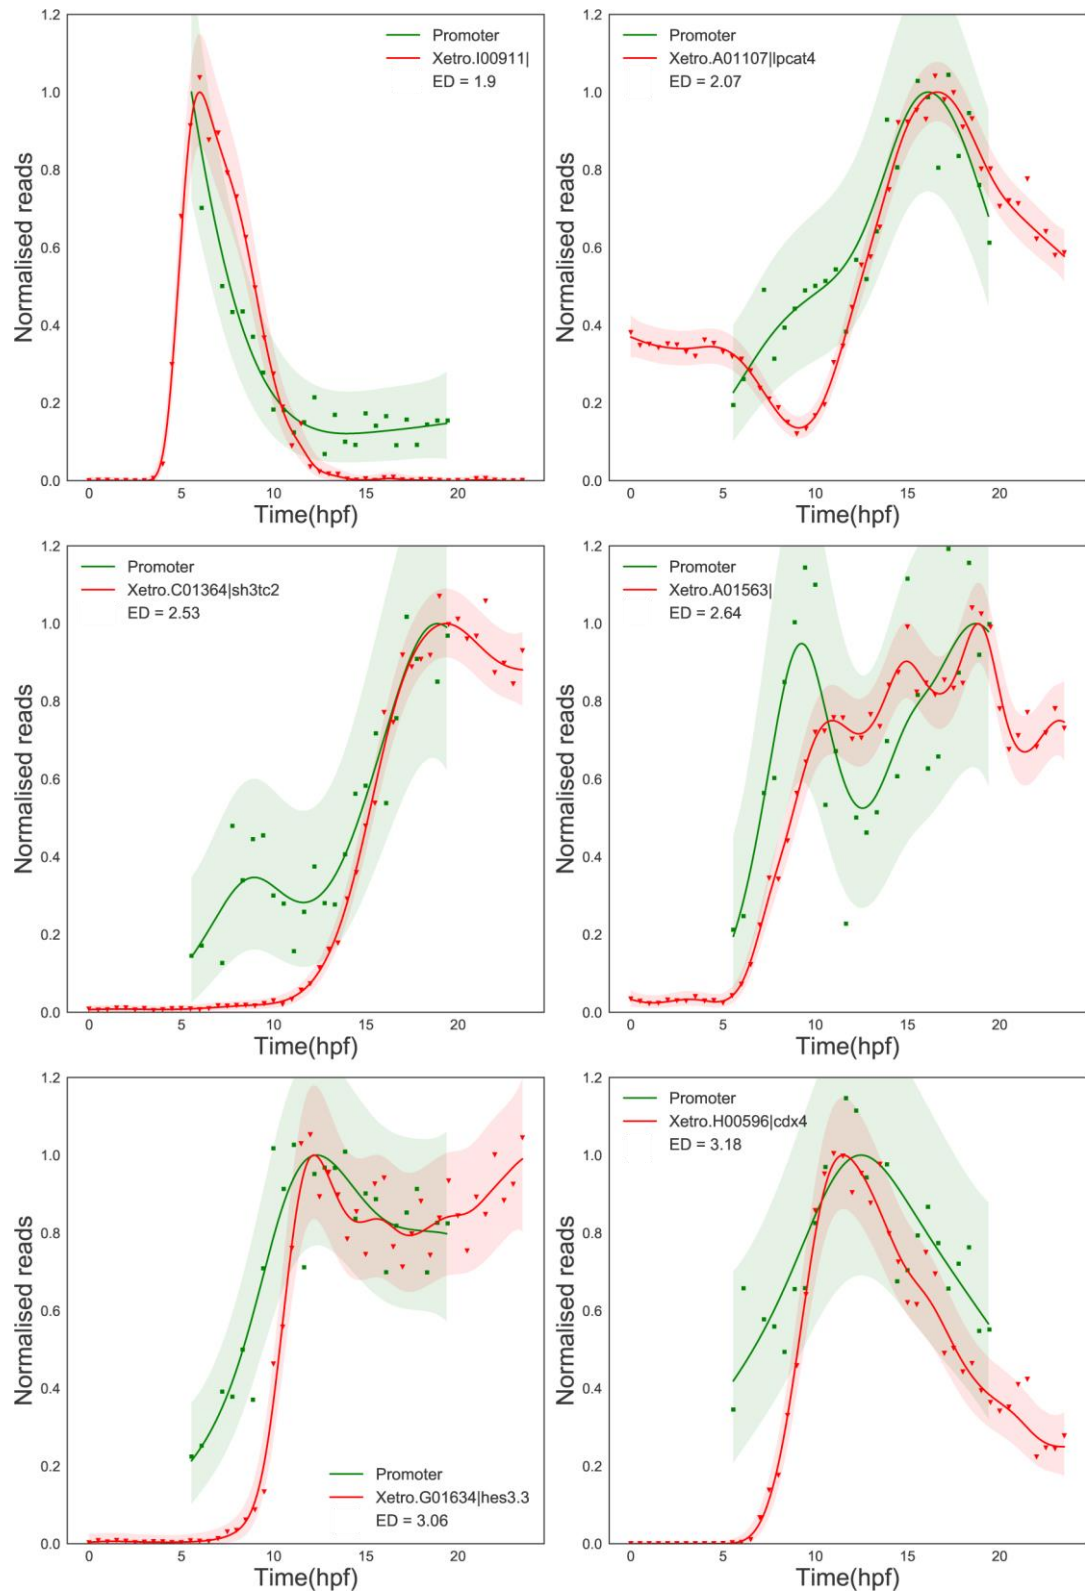 1.2
1.0
0.8
0.6
0.4
0.2
0.0
Normalised reads
Promoter
Xetro.I00911|
ED = 1.9
0 5 10 15 20
Time(hpf)
1.2
1.0
0.8
0.6
0.4
0.2
0.0
Normalised reads
Promoter
Xetro.A01107|lpcat4
ED = 2.07
0 5 10 15 20
Time(hpf)
1.2
1.0
0.8
0.6
0.4
0.2
0.0
Normalised reads
Promoter
Xetro.C01364|sh3tc2
ED = 2.53
0 5 10 15 20
Time(hpf)
1.2
1.0
0.8
0.6
0.4
0.2
0.0
Normalised reads
Promoter
Xetro.A01563|
ED = 2.64
0 5 10 15 20
Time(hpf)
1.2
1.0
0.8
0.6
0.4
0.2
0.0
Normalised reads
Promoter
Xetro.G01634|hes3.3
ED = 3.06
0 5 10 15 20
Time(hpf)
1.2
1.0
0.8
0.6
0.4
0.2
0.0
Normalised reads
Promoter
Xetro.H00596|cdx4
ED = 3.18
0 5 10 15 20
Time(hpf)